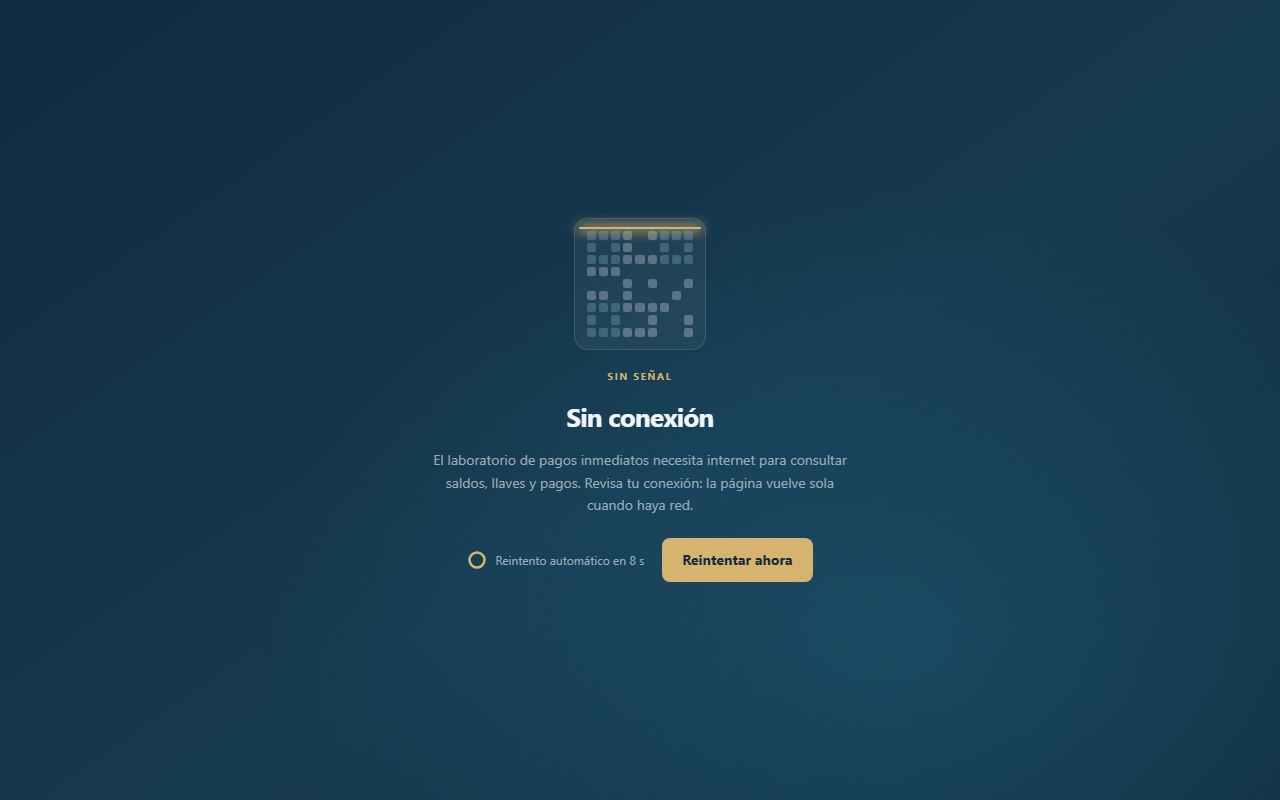 SIN SEÑAL
Sin conexión
El laboratorio de pagos inmediatos necesita internet para consultar
saldos, llaves y pagos. Revisa tu conexión: la página vuelve sola
cuando haya red.
Reintento automático en 8 s
Reintentar ahora